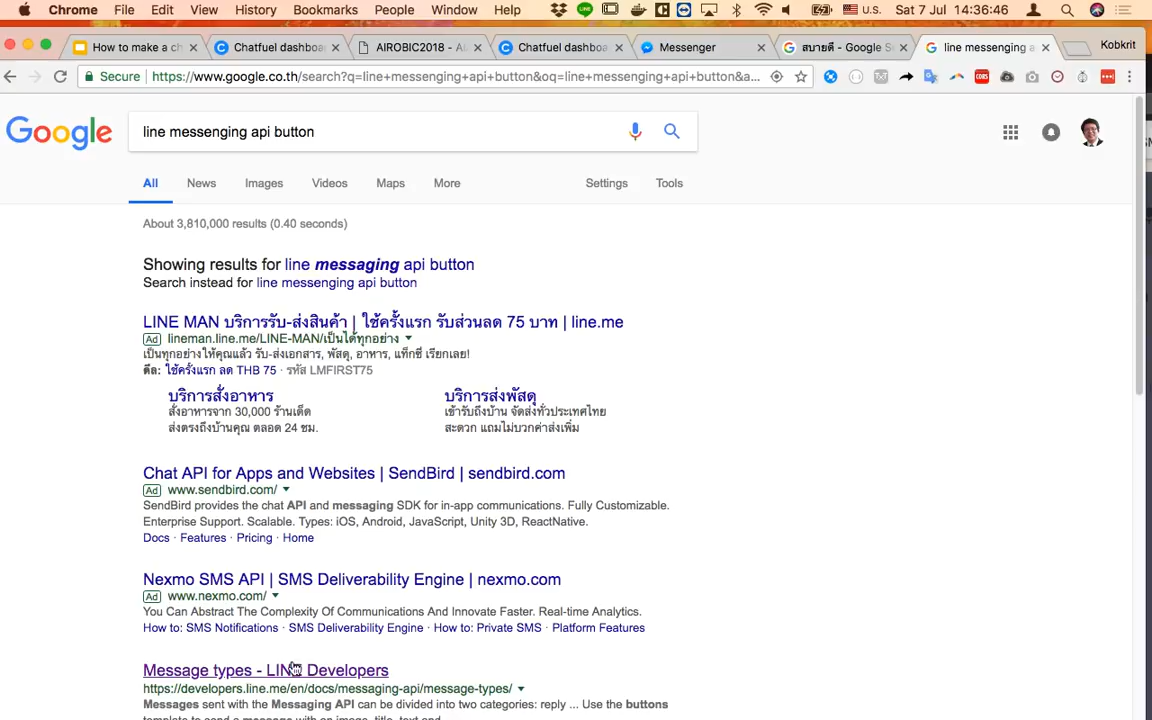 Chrome File Edit View History Bookmarks People Window Help U.S. Sat 7 Jul 14:36:46
How to make a ch Chatfuel dashboa AIROBIC2018 - Al Chatfuel dashboa Messenger สบายดี - Google S line messenging a Kobkrit
Secure https://www.google.co.th/search?q=line+messenging+api+button&oq=line+messenging+api+button&a...
Google line messenging api button
All News Images Videos Maps More Settings Tools
About 3,810,000 results (0.40 seconds)
Showing results for line messaging api button
Search instead for line messenging api button
LINE MAN บริการรับ-ส่งสินค้า | ใช้ครั้งแรก รับส่วนลด 75 บาท | line.me
Ad lineman.line.me/LINE-MAN/เป็นได้ทุกอย่าง
เป็นทุกอย่างให้คุณแล้ว รับ-ส่งเอกสาร, พัสดุ, อาหาร, แท็กซี่ เรียกเลย!
ดีล: ใช้ครั้งแรก ลด THB 75 · รหัส LMFIRST75
บริการสั่งอาหาร บริการส่งพัสดุ
สั่งอาหารจาก 30,000 ร้านเด็ด เข้ารับถึงบ้าน จัดส่งทั่วประเทศไทย
ส่งตรงถึงบ้านคุณ ตลอด 24 ชม. สะดวก แถมไม่บวกค่าส่งเพิ่ม
Chat API for Apps and Websites | SendBird | sendbird.com
Ad www.sendbird.com/
SendBird provides the chat API and messaging SDK for in-app communications. Fully Customizable.
Enterprise Support. Scalable. Types: iOS, Android, JavaScript, Unity 3D, ReactNative.
Docs · Features · Pricing · Home
Nexmo SMS API | SMS Deliverability Engine | nexmo.com
Ad www.nexmo.com/
You Can Abstract The Complexity Of Communications And Innovate Faster. Real-time Analytics.
How to: SMS Notifications · SMS Deliverability Engine · How to: Private SMS · Platform Features
Message types - LINE Developers
https://developers.line.me/en/docs/messaging-api/message-types/
Messages sent with the Messaging API can be divided into two categories: reply ... Use the buttons
template to send a message with an image, title, text and